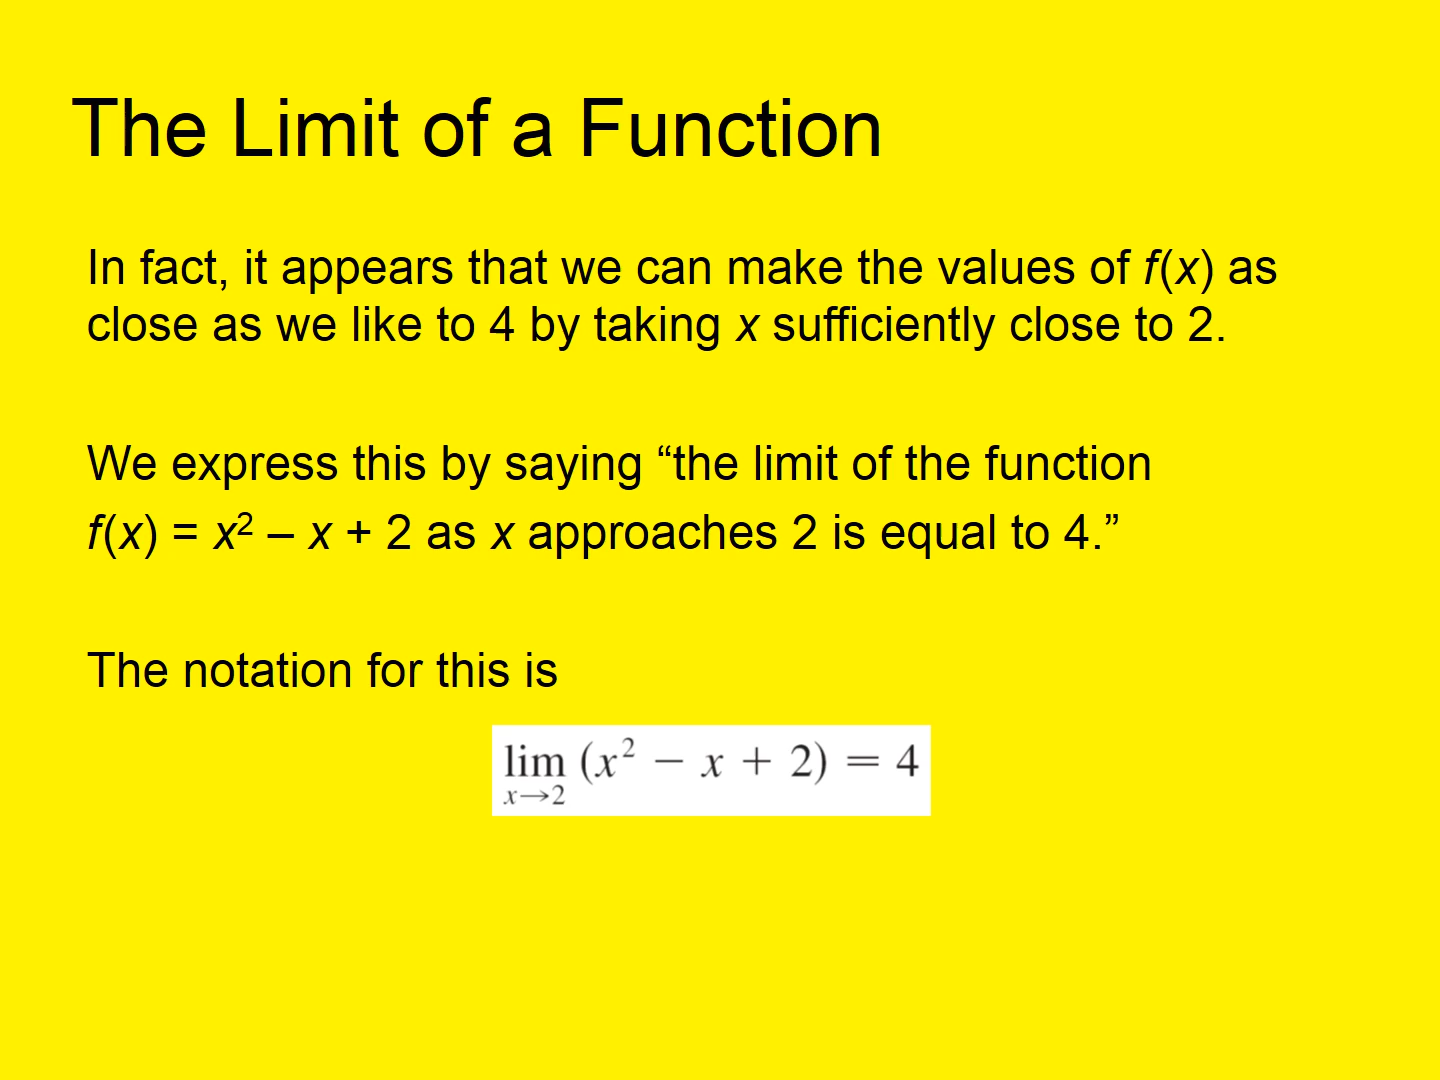 The Limit of a Function
In fact, it appears that we can make the values of f(x) as
close as we like to 4 by taking x sufficiently close to 2.
We express this by saying “the limit of the function
f(x) = x² – x + 2 as x approaches 2 is equal to 4.”
The notation for this is
lim (x² − x + 2) = 4
x→2